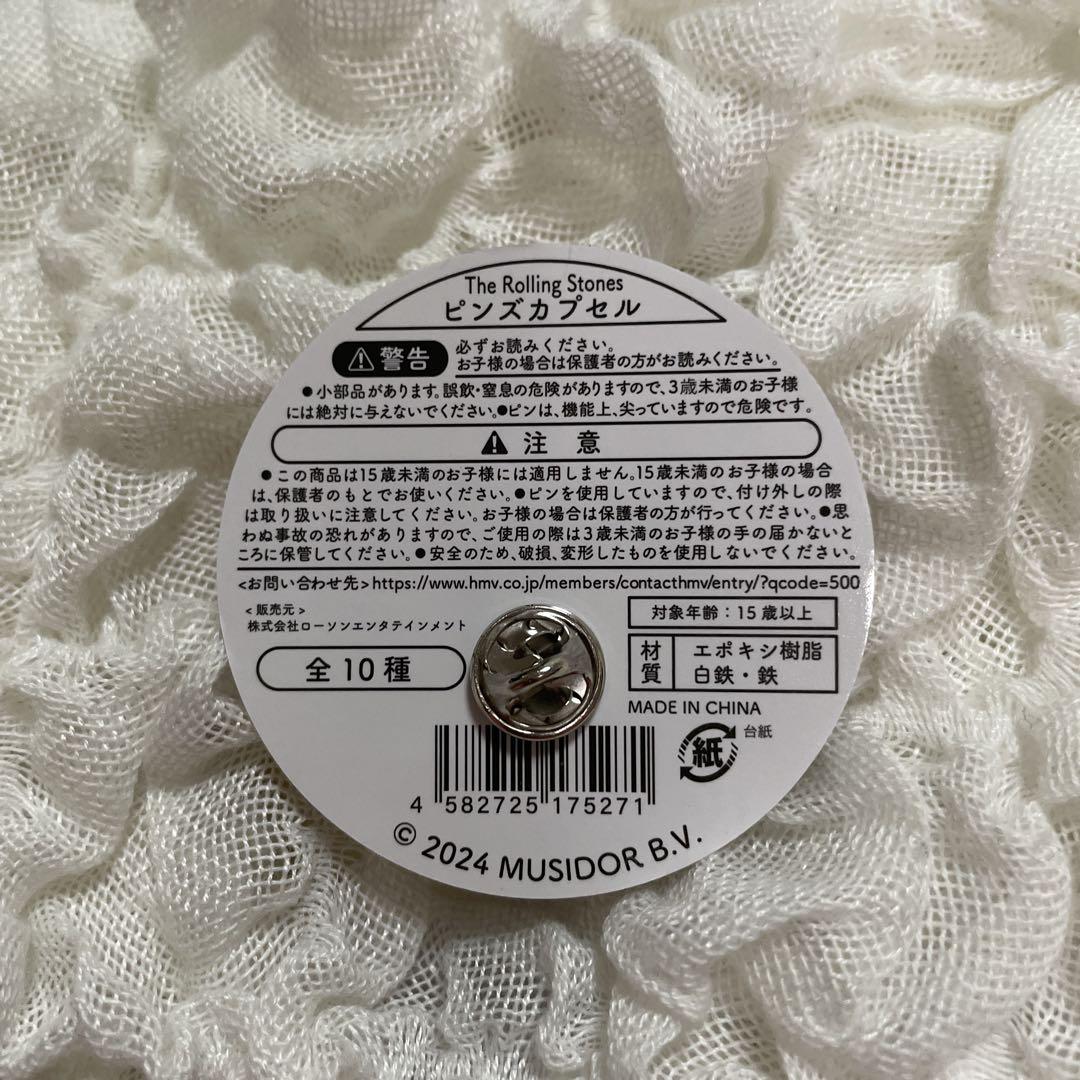 The Rolling Stones
ピンズカプセル
⚠警告
必ずお読みください。
お子様の場合は保護者の方がお読みください。
●小部品があります。誤飲・窒息の危険がありますので、3歳未満のお子様
には絶対に与えないでください。●ピンは、機能上、尖っていますので危険です。
⚠注 意
●この商品は15歳未満のお子様には適用しません。15歳未満のお子様の場合
は、保護者のもとでお使いください。●ピンを使用していますので、付け外しの際
は取り扱いに注意してください。お子様の場合は保護者の方が行ってください。●思
わぬ事故の恐れがありますので、ご使用の際は3歳未満のお子様の手の届かないと
ころに保管してください。●安全のため、破損、変形したものを使用しないでください。
<お問い合わせ先>https://www.hmv.co.jp/members/contacthmv/entry/?qcode=500
<販売元>
株式会社ローソンエンタテインメント
対象年齢:15歳以上
全10種
材質
エポキシ樹脂
白鉄・鉄
MADE IN CHINA
紙
台紙
4 582725 175271
© 2024 MUSIDOR B.V.